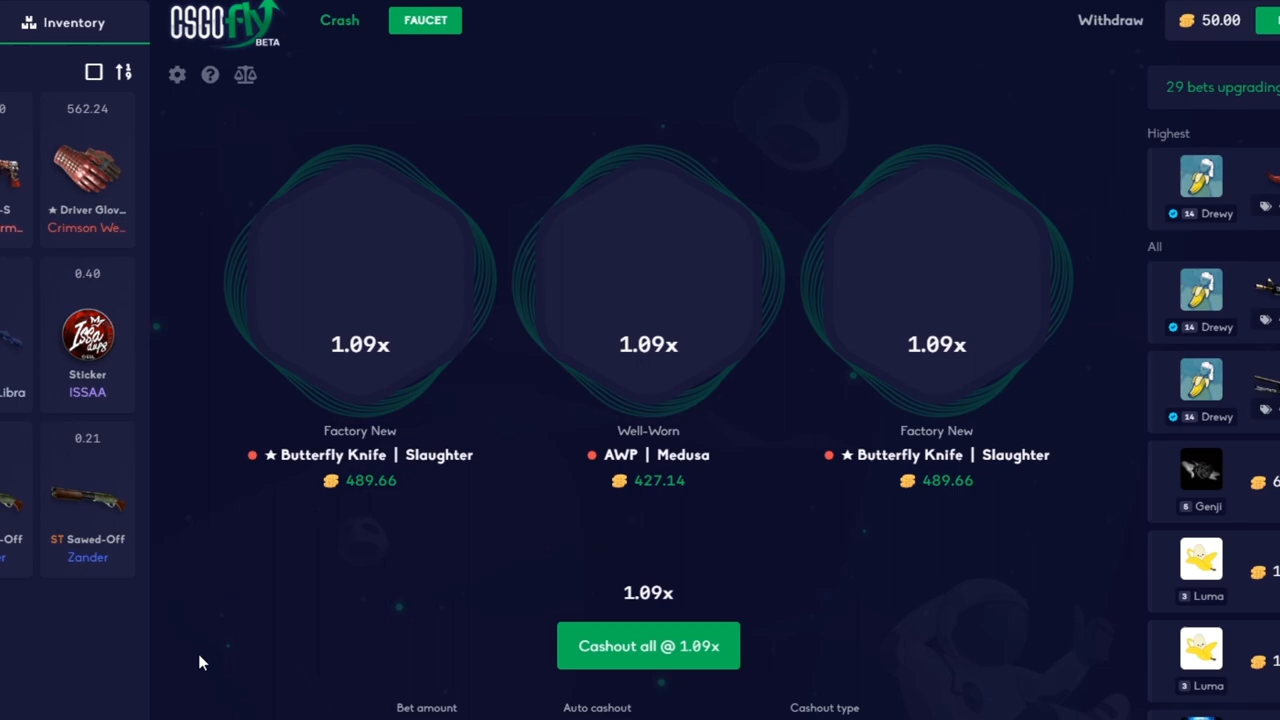 Inventory
CSGOfly
BETA
Crash
FAUCET
Withdraw
50.00
562.24
★ Driver Glov…
Crimson We…
29 bets upgrading
Highest
14 Drewy
All
14 Drewy
14 Drewy
5 Genji
3 Luma
3 Luma
0.40
Sticker
ISSAA
Libra
0.21
-Off
ST Sawed-Off
Zander
1.09x
1.09x
1.09x
Factory New
Well-Worn
Factory New
★ Butterfly Knife | Slaughter
AWP | Medusa
★ Butterfly Knife | Slaughter
489.66
427.14
489.66
1.09x
Cashout all @ 1.09x
Bet amount
Auto cashout
Cashout type